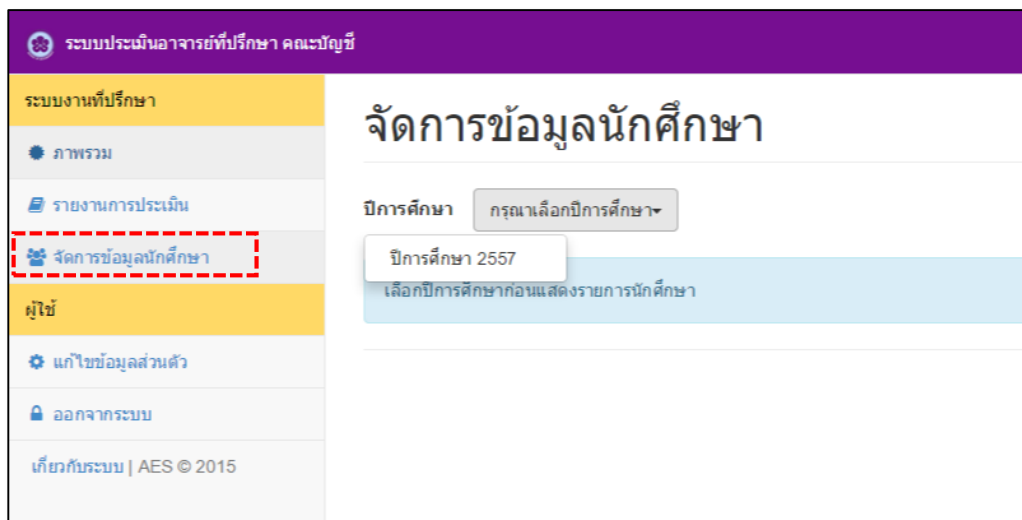 ระบบประเมินอาจารย์ที่ปรึกษา คณะบัญชี
ระบบงานที่ปรึกษา
ภาพรวม
รายงานการประเมิน
จัดการข้อมูลนักศึกษา
ผู้ใช้
แก้ไขข้อมูลส่วนตัว
ออกจากระบบ
เกี่ยวกับระบบ | AES © 2015
จัดการข้อมูลนักศึกษา
ปีการศึกษา กรุณาเลือกปีการศึกษา
ปีการศึกษา 2557
เลือกปีการศึกษาก่อนแสดงรายการนักศึกษา